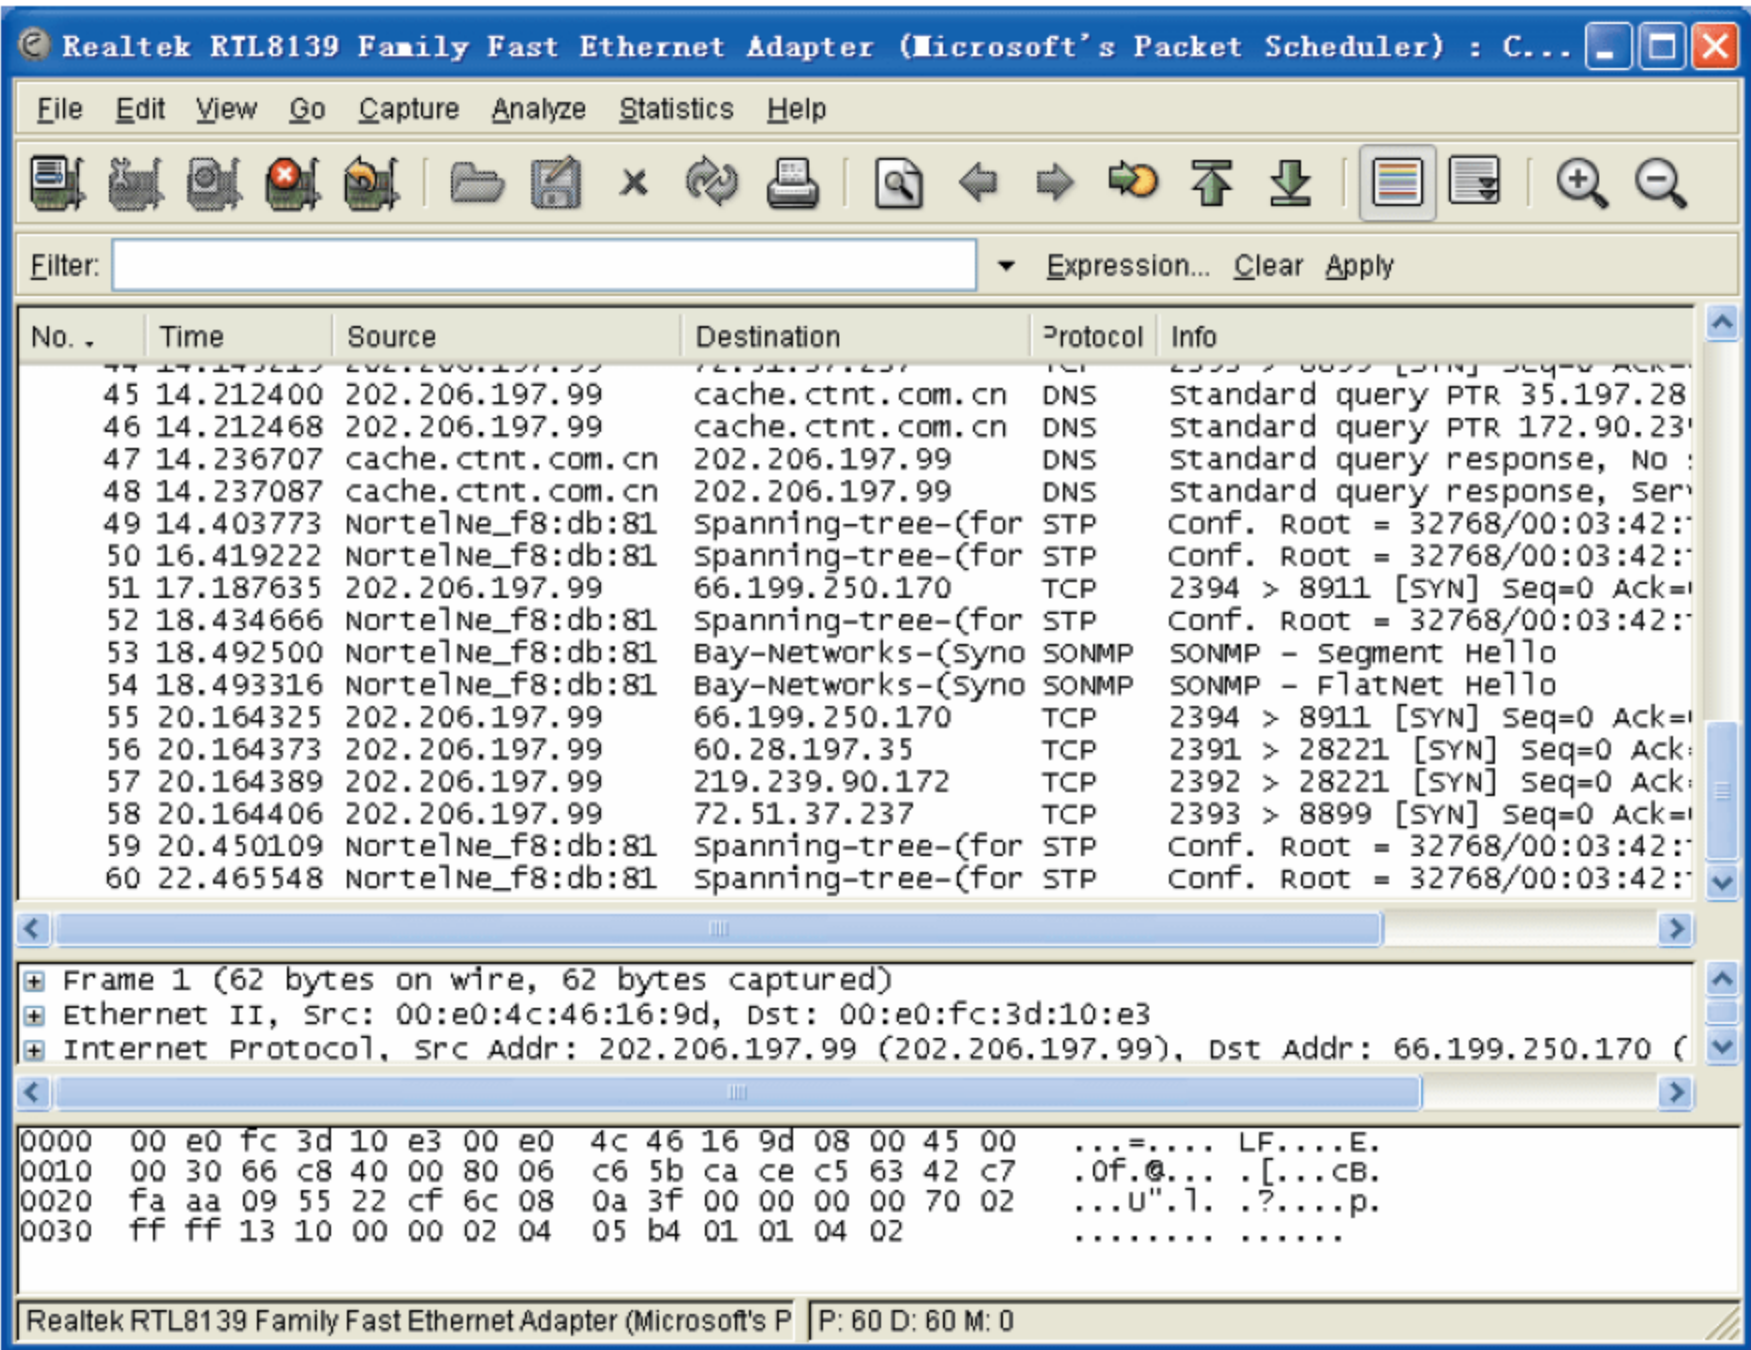 Realtek RTL8139 Family Fast Ethernet Adapter (Microsoft's Packet Scheduler) : C...
File Edit View Go Capture Analyze Statistics Help
Filter: Expression... Clear Apply
No. . Time Source Destination Protocol Info
45 14.212400 202.206.197.99 cache.ctnt.com.cn DNS Standard query PTR 35.197.28
46 14.212468 202.206.197.99 cache.ctnt.com.cn DNS Standard query PTR 172.90.23
47 14.236707 cache.ctnt.com.cn 202.206.197.99 DNS Standard query response, No
48 14.237087 cache.ctnt.com.cn 202.206.197.99 DNS Standard query response, Ser
49 14.403773 NortelNe_f8:db:81 Spanning-tree-(for STP Conf. Root = 32768/00:03:42:
50 16.419222 NortelNe_f8:db:81 Spanning-tree-(for STP Conf. Root = 32768/00:03:42:
51 17.187635 202.206.197.99 66.199.250.170 TCP 2394 > 8911 [SYN] Seq=0 Ack=
52 18.434666 NortelNe_f8:db:81 Spanning-tree-(for STP Conf. Root = 32768/00:03:42:
53 18.492500 NortelNe_f8:db:81 Bay-Networks-(Syno SONMP SONMP - Segment Hello
54 18.493316 NortelNe_f8:db:81 Bay-Networks-(Syno SONMP SONMP - FlatNet Hello
55 20.164325 202.206.197.99 66.199.250.170 TCP 2394 > 8911 [SYN] Seq=0 Ack=
56 20.164373 202.206.197.99 60.28.197.35 TCP 2391 > 28221 [SYN] Seq=0 Ack
57 20.164389 202.206.197.99 219.239.90.172 TCP 2392 > 28221 [SYN] Seq=0 Ack
58 20.164406 202.206.197.99 72.51.37.237 TCP 2393 > 8899 [SYN] Seq=0 Ack=
59 20.450109 NortelNe_f8:db:81 Spanning-tree-(for STP Conf. Root = 32768/00:03:42:
60 22.465548 NortelNe_f8:db:81 Spanning-tree-(for STP Conf. Root = 32768/00:03:42:
Frame 1 (62 bytes on wire, 62 bytes captured)
Ethernet II, Src: 00:e0:4c:46:16:9d, Dst: 00:e0:fc:3d:10:e3
Internet Protocol, Src Addr: 202.206.197.99 (202.206.197.99), Dst Addr: 66.199.250.170 (
0000 00 e0 fc 3d 10 e3 00 e0 4c 46 16 9d 08 00 45 00 ...=.... LF....E.
0010 00 30 66 c8 40 00 80 06 c6 5b ca ce c5 63 42 c7 .0f.@... .[...cB.
0020 fa aa 09 55 22 cf 6c 08 0a 3f 00 00 00 00 70 02 ...U".l. .?....p.
0030 ff ff 13 10 00 00 02 04 05 b4 01 01 04 02 ........ ......
Realtek RTL8139 Family Fast Ethernet Adapter (Microsoft's P P: 60 D: 60 M: 0